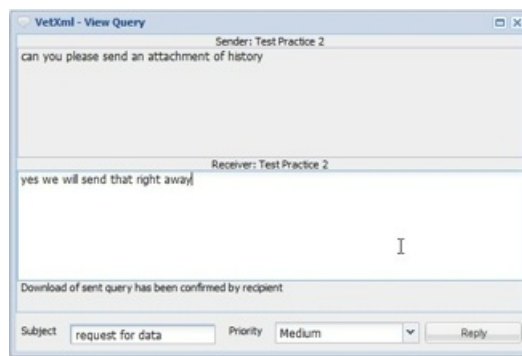 VetXml - View Query
Sender: Test Practice 2
can you please send an attachment of history
Receiver: Test Practice 2
yes we will send that right away
Download of sent query has been confirmed by recipient
Subject request for data Priority Medium Reply